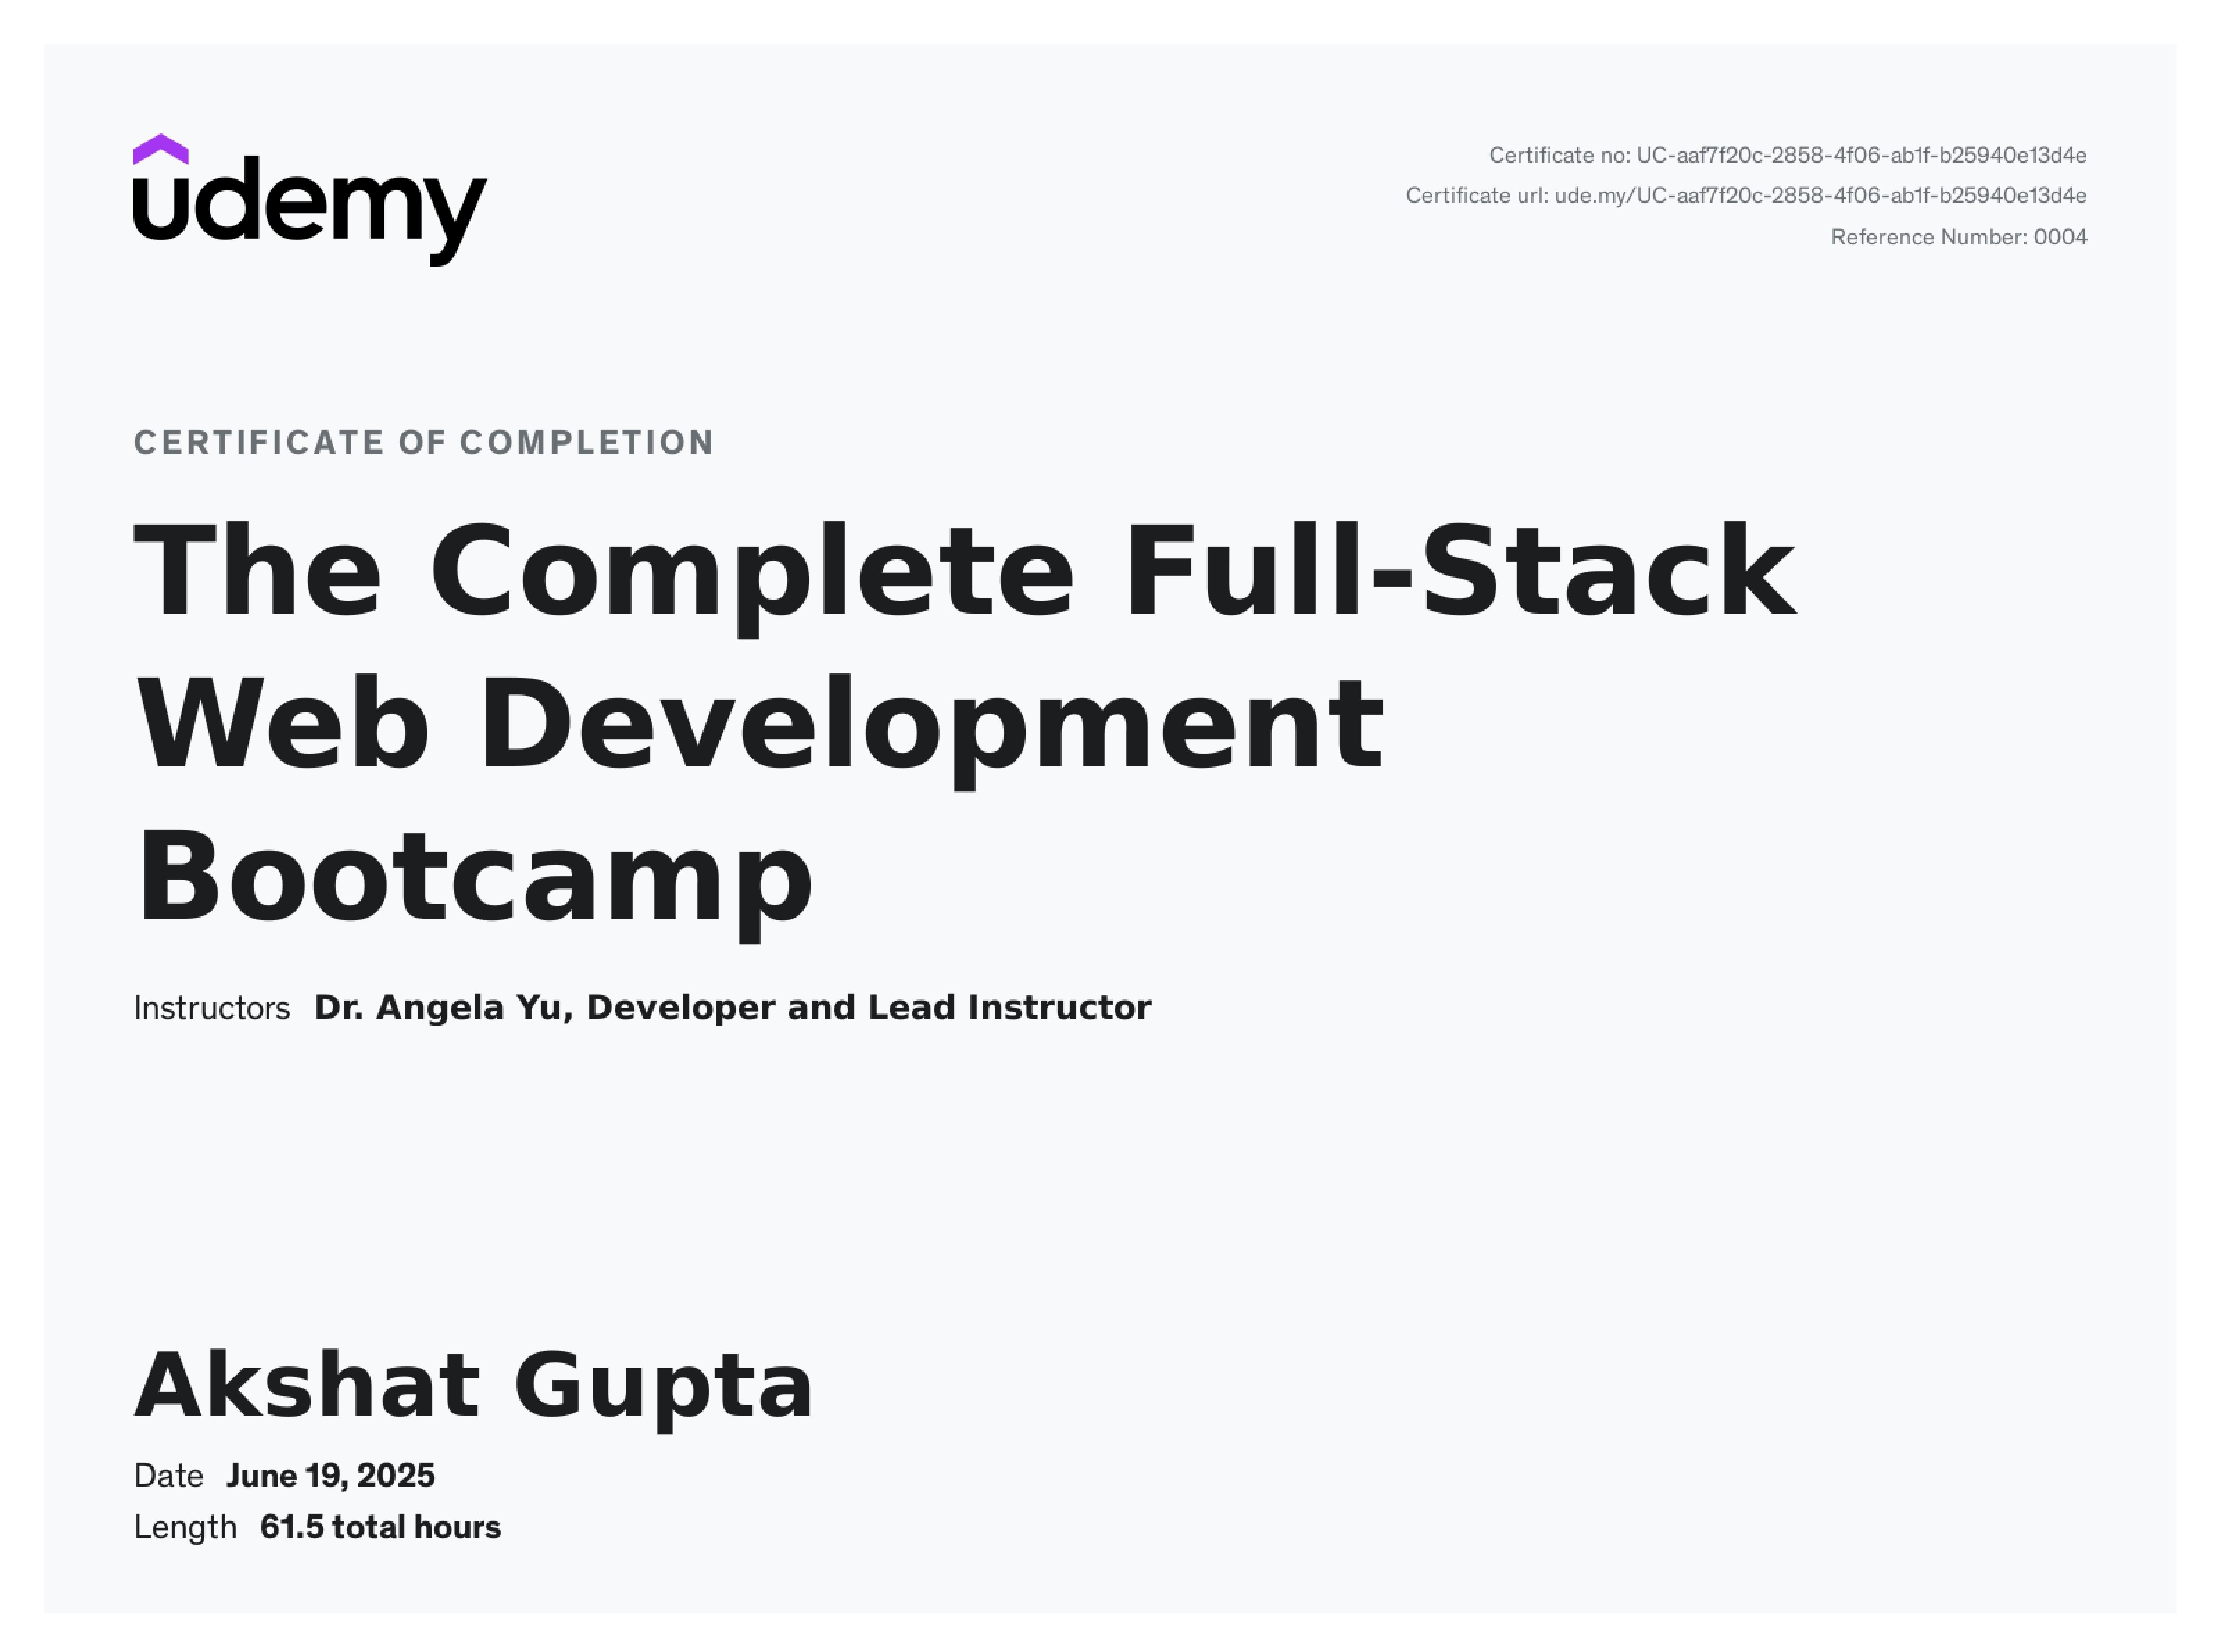 udemy
Certificate no: UC-aaf7f20c-2858-4f06-ab1f-b25940e13d4e
Certificate url: ude.my/UC-aaf7f20c-2858-4f06-ab1f-b25940e13d4e
Reference Number: 0004
CERTIFICATE OF COMPLETION
The Complete Full-Stack
Web Development
Bootcamp
Instructors Dr. Angela Yu, Developer and Lead Instructor
Akshat Gupta
Date June 19, 2025
Length 61.5 total hours